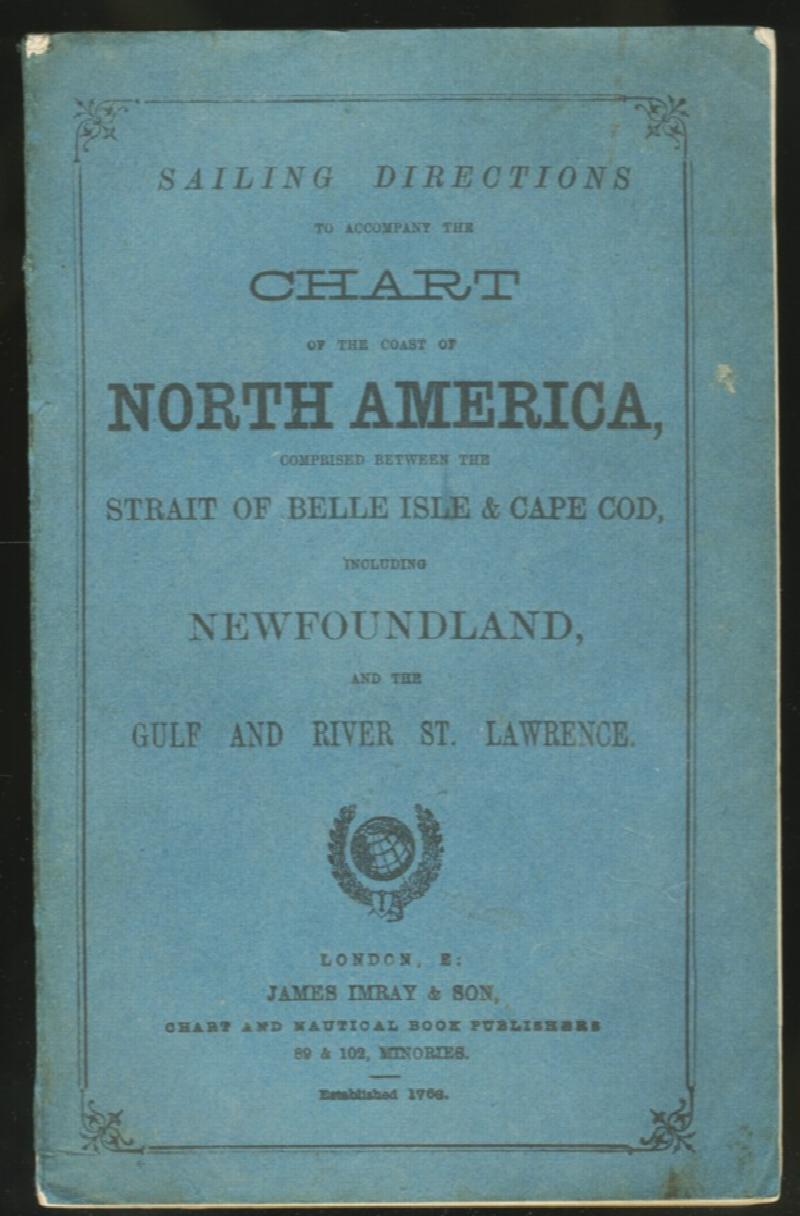 SAILING DIRECTIONS
TO ACCOMPANY THE
CHART
OF THE COAST OF
NORTH AMERICA,
COMPRISED BETWEEN THE
STRAIT OF BELLE ISLE & CAPE COD,
INCLUDING
NEWFOUNDLAND,
AND THE
GULF AND RIVER ST. LAWRENCE.
LONDON, E:
JAMES IMRAY & SON,
CHART AND NAUTICAL BOOK PUBLISHERS
89 & 102, MINORIES.
Established 1763.